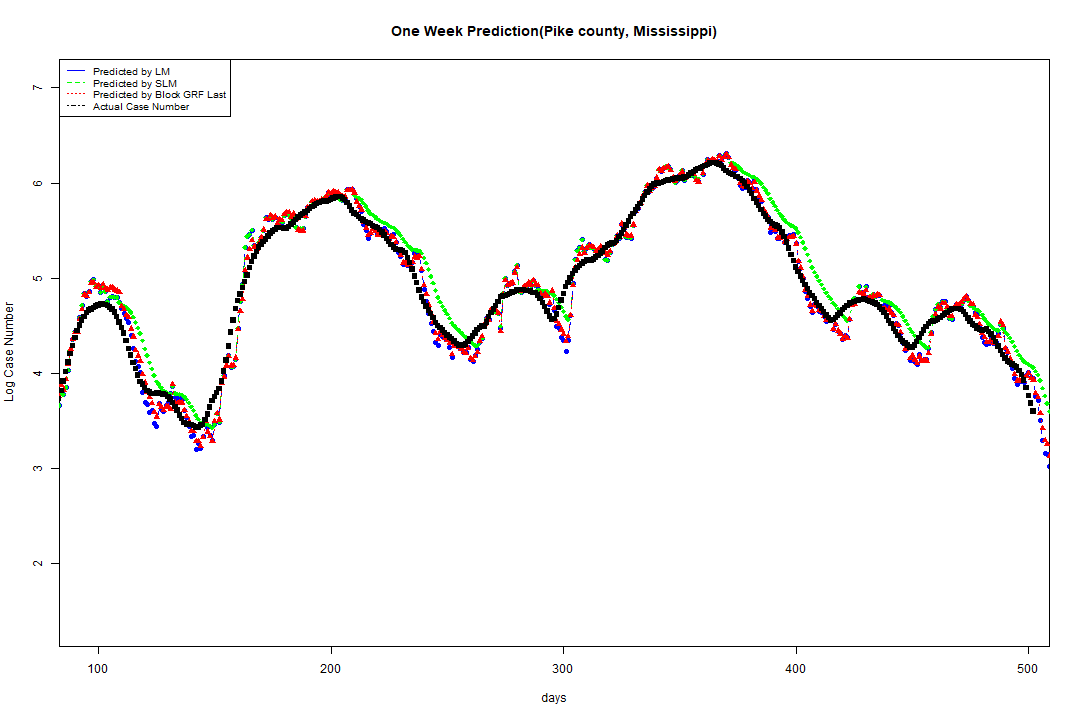 One Week Prediction(Pike county, Mississippi)
Predicted by LM
Predicted by SLM
Predicted by Block GRF Last
Actual Case Number
7
6
5
4
3
2
Log Case Number
100 200 300 400 500
days